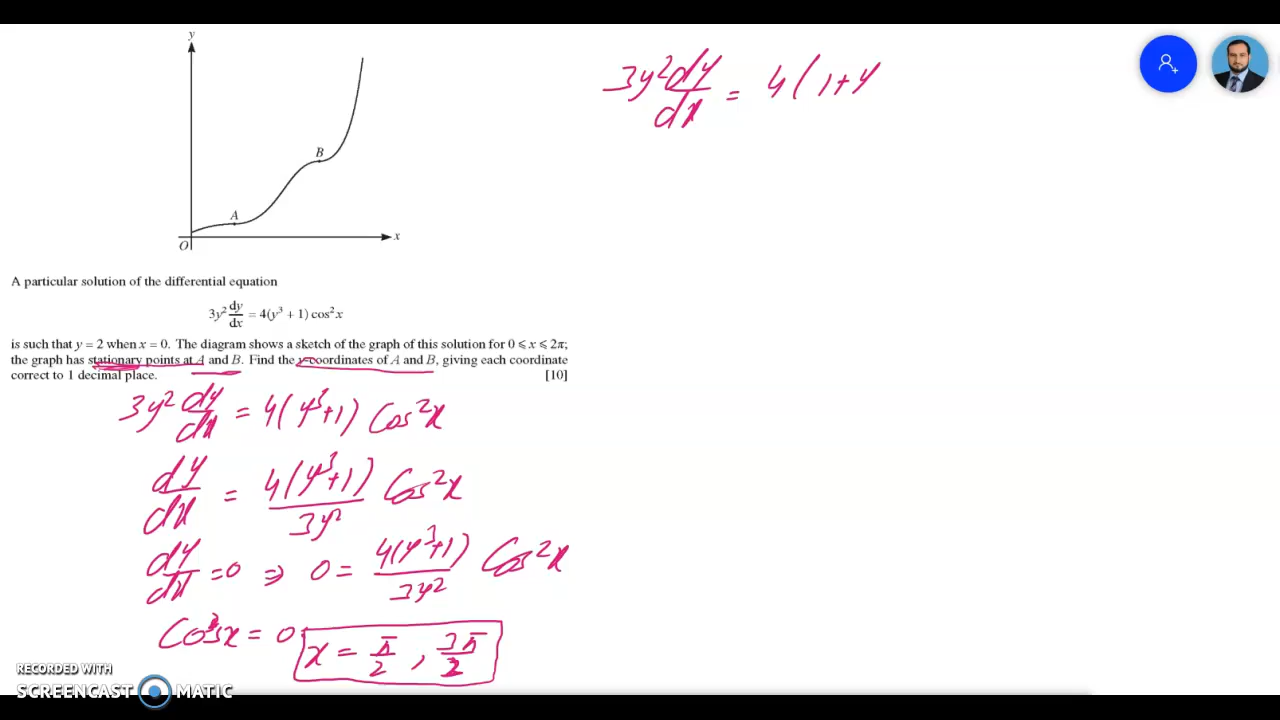 y
B
A
O
x
A particular solution of the differential equation
3y² dy/dx = 4(y³ + 1) cos² x
is such that y = 2 when x = 0. The diagram shows a sketch of the graph of this solution for 0 ⩽ x ⩽ 2π;
the graph has stationary points at A and B. Find the y-coordinates of A and B, giving each coordinate
correct to 1 decimal place. [10]
3y² dy/dx = 4(y³+1) Cos²x
dy/dx = 4(y³+1)/3y² Cos²x
dy/dx = 0 ⇒ 0 = 4(y³+1)/3y² Cos²x
x = π/2 , 3π/2
RECORDED WITH
SCREENCAST MATIC
3y² dy/dx = 4(1+y